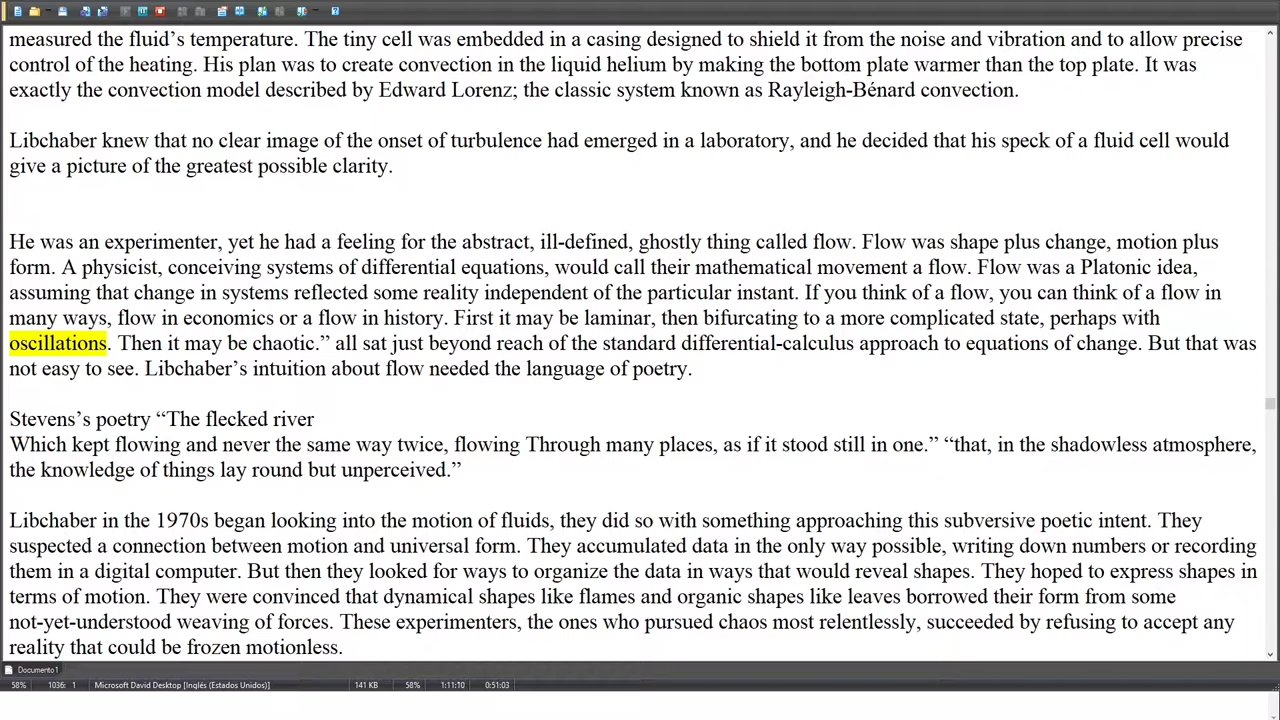 measured the fluid’s temperature. The tiny cell was embedded in a casing designed to shield it from the noise and vibration and to allow precise
control of the heating. His plan was to create convection in the liquid helium by making the bottom plate warmer than the top plate. It was
exactly the convection model described by Edward Lorenz; the classic system known as Rayleigh-Bénard convection.
Libchaber knew that no clear image of the onset of turbulence had emerged in a laboratory, and he decided that his speck of a fluid cell would
give a picture of the greatest possible clarity.
He was an experimenter, yet he had a feeling for the abstract, ill-defined, ghostly thing called flow. Flow was shape plus change, motion plus
form. A physicist, conceiving systems of differential equations, would call their mathematical movement a flow. Flow was a Platonic idea,
assuming that change in systems reflected some reality independent of the particular instant. If you think of a flow, you can think of a flow in
many ways, flow in economics or a flow in history. First it may be laminar, then bifurcating to a more complicated state, perhaps with
oscillations. Then it may be chaotic.” all sat just beyond reach of the standard differential-calculus approach to equations of change. But that was
not easy to see. Libchaber’s intuition about flow needed the language of poetry.
Stevens’s poetry “The flecked river
Which kept flowing and never the same way twice, flowing Through many places, as if it stood still in one.” “that, in the shadowless atmosphere,
the knowledge of things lay round but unperceived.”
Libchaber in the 1970s began looking into the motion of fluids, they did so with something approaching this subversive poetic intent. They
suspected a connection between motion and universal form. They accumulated data in the only way possible, writing down numbers or recording
them in a digital computer. But then they looked for ways to organize the data in ways that would reveal shapes. They hoped to express shapes in
terms of motion. They were convinced that dynamical shapes like flames and organic shapes like leaves borrowed their form from some
not-yet-understood weaving of forces. These experimenters, the ones who pursued chaos most relentlessly, succeeded by refusing to accept any
reality that could be frozen motionless.
Documento1
58% 1036: 1 Microsoft David Desktop [Inglés (Estados Unidos)] 141 KB 58% 1:11:10 0:51:03